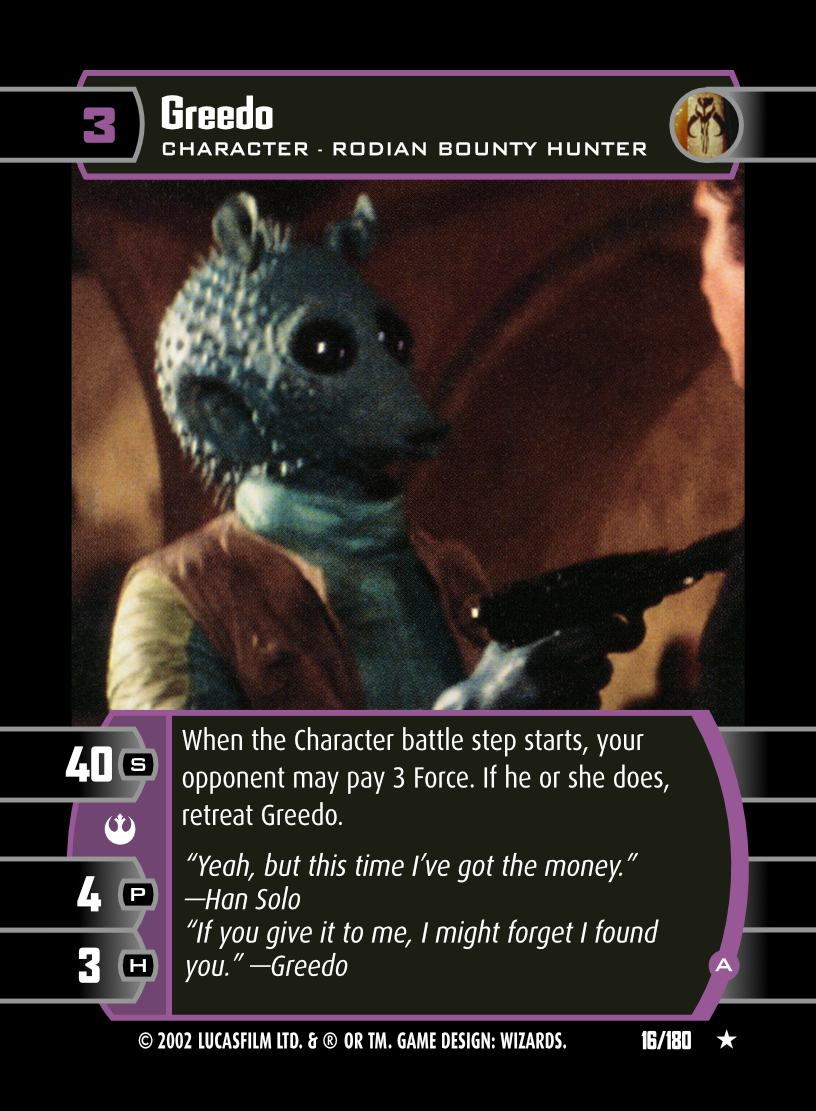 3
Greedo
CHARACTER - RODIAN BOUNTY HUNTER
40 S
4 P
3 H
When the Character battle step starts, your
opponent may pay 3 Force. If he or she does,
retreat Greedo.
“Yeah, but this time I’ve got the money.”
—Han Solo
“If you give it to me, I might forget I found
you.” —Greedo
A
© 2002 LUCASFILM LTD. & ® OR TM. GAME DESIGN: WIZARDS.
16/180